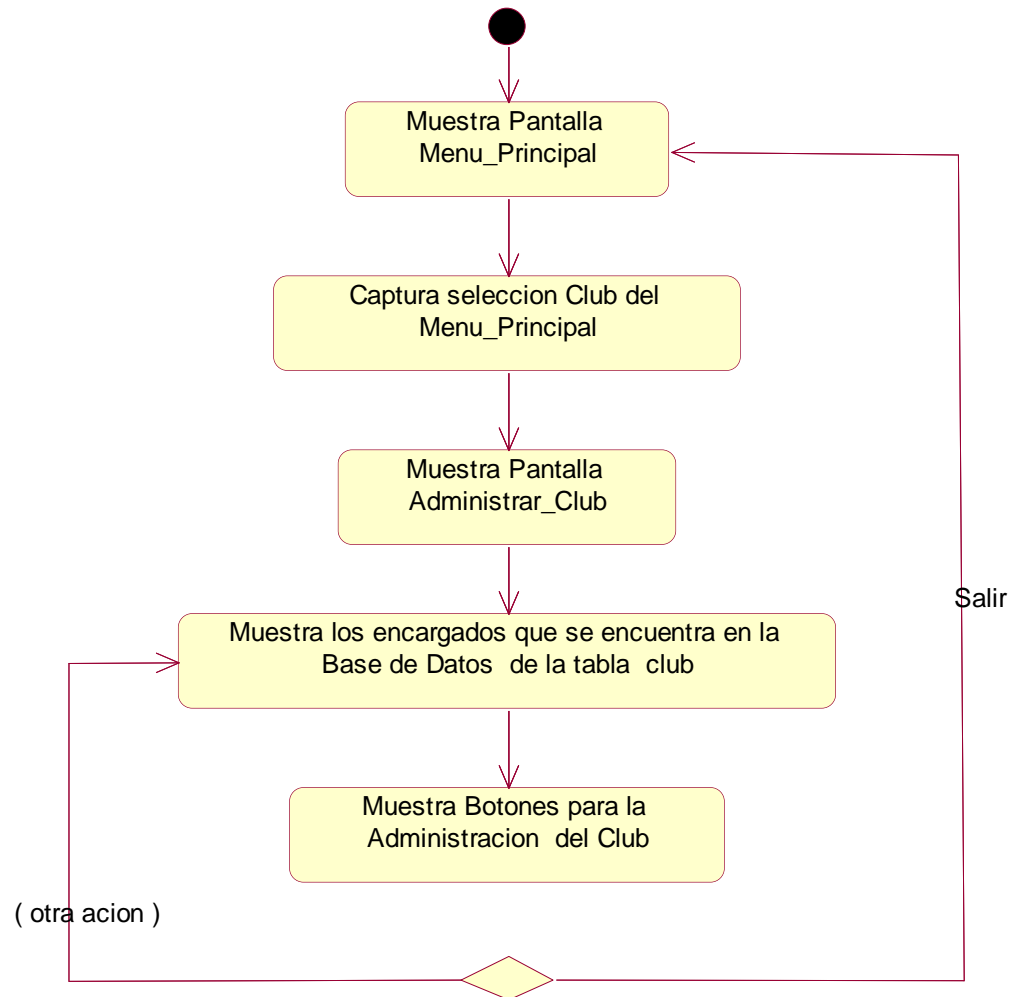 Muestra Pantalla
Menu_Principal
Captura seleccion Club del
Menu_Principal
Muestra Pantalla
Administrar_Club
Salir
Muestra los encargados que se encuentra en la
Base de Datos de la tabla club
Muestra Botones para la
Administracion del Club
( otra acion )